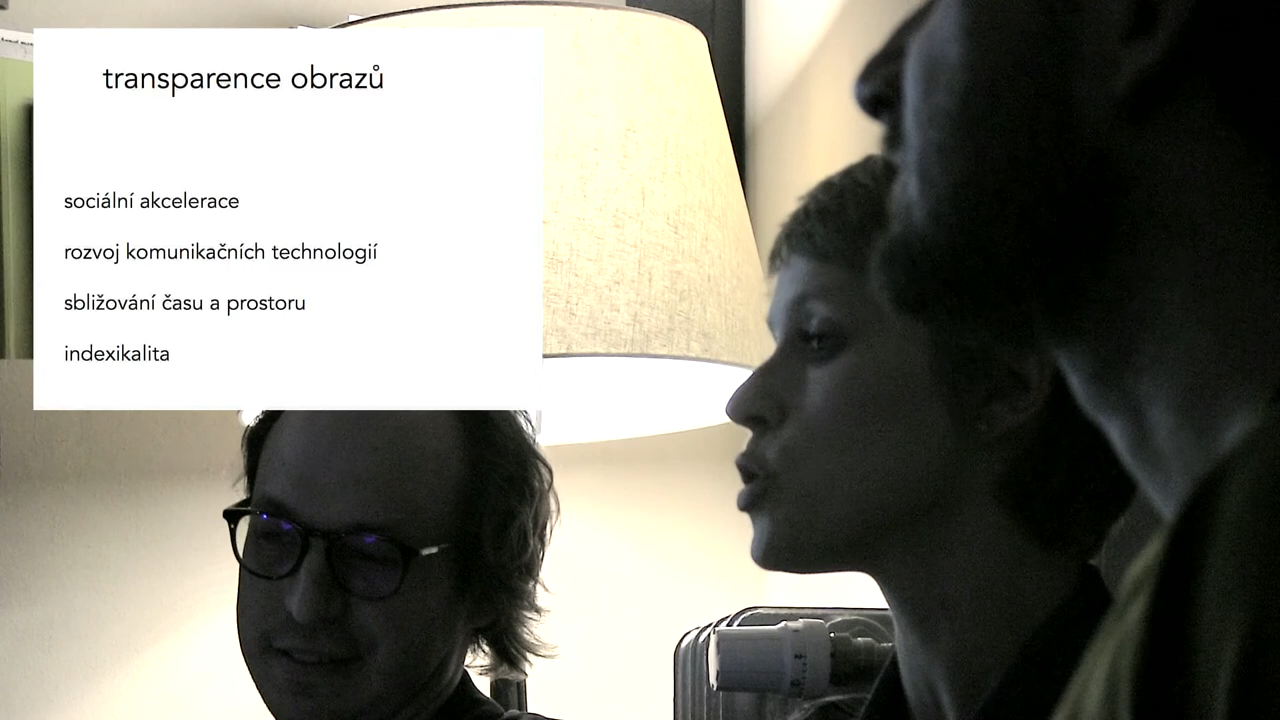 transparence obrazů
sociální akcelerace
rozvoj komunikačních technologií
sbližování času a prostoru
indexikalita